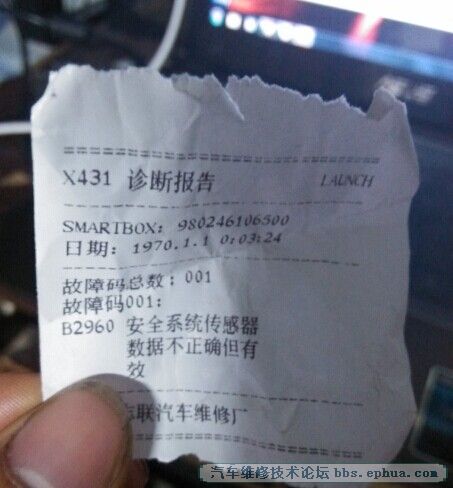 X431 诊断报告 LAUNCH
SMARTBOX: 980246106500
日期: 1970.1.1 0:03:24
故障码总数: 001
故障码001:
B2960 安全系统传感器
数据不正确但有
效
联汽车维修厂
汽车维修技术论坛 bbs.ephua.com